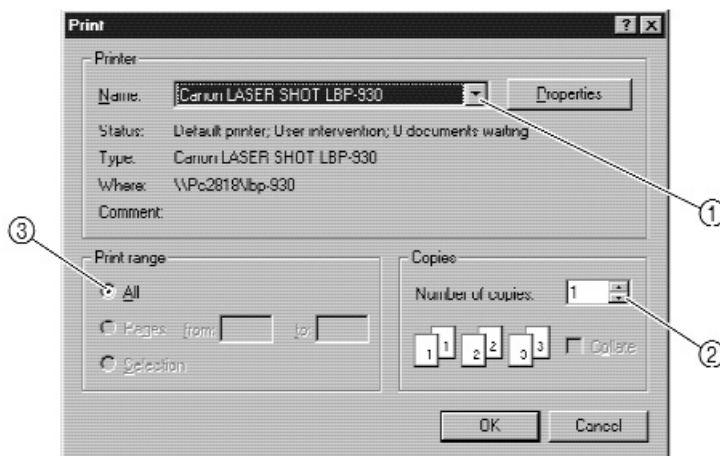 Print
Printer
Name: Canon LASER SHOT LBP-930 Properties
Status: Default printer; User intervention; 0 documents waiting
Type: Canon LASER SHOT LBP-930
Where: \\Pc2818\lbp-930
Comment:
①
③
Print range
All
Pages from: to:
Selection
Copies
Number of copies: 1
②
1 1 2 2 3 3 Collate
OK Cancel